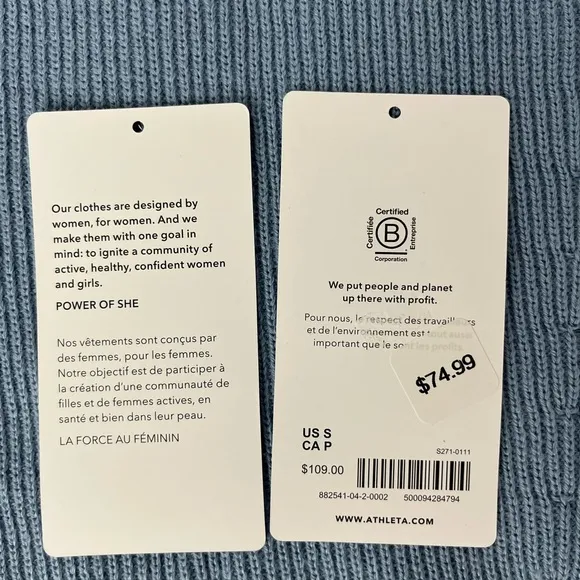 Our clothes are designed by
women, for women. And we
make them with one goal in
mind: to ignite a community of
active, healthy, confident women
and girls.
POWER OF SHE
Nos vêtements sont conçus par
des femmes, pour les femmes.
Notre objectif est de participer à
la création d'une communauté de
filles et de femmes actives, en
santé et bien dans leur peau.
LA FORCE AU FÉMININ
Certified
Certifiée
B
Entreprise
Corporation
We put people and planet
up there with profit.
Pour nous, le respect des travailleurs
et de l'environnement est tout aussi
important que le sont les profits.
$74.99
US S
CA P
S271-0111
$109.00
882541-04-2-0002 500094284794
WWW.ATHLETA.COM